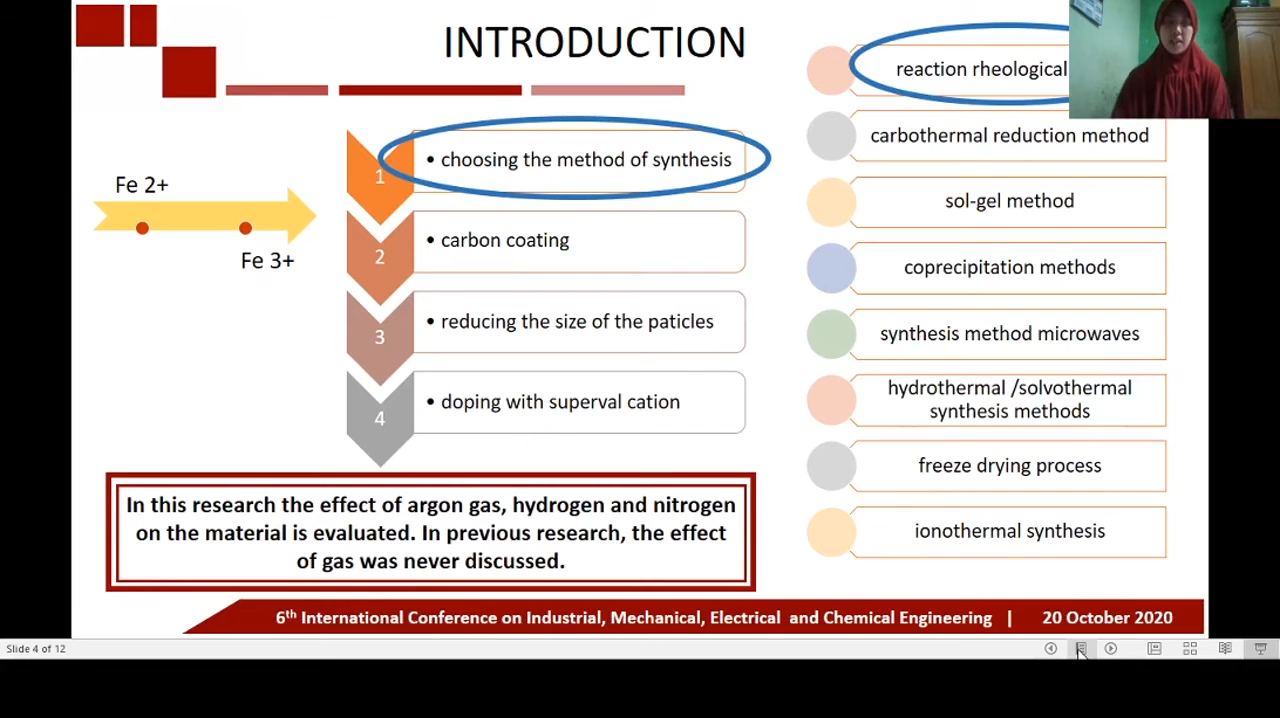 INTRODUCTION
Fe 2+
Fe 3+
1
• choosing the method of synthesis
2
• carbon coating
3
• reducing the size of the paticles
4
• doping with superval cation
In this research the effect of argon gas, hydrogen and nitrogen
on the material is evaluated. In previous research, the effect
of gas was never discussed.
reaction rheological
carbothermal reduction method
sol-gel method
coprecipitation methods
synthesis method microwaves
hydrothermal /solvothermal
synthesis methods
freeze drying process
ionothermal synthesis
6th International Conference on Industrial, Mechanical, Electrical and Chemical Engineering | 20 October 2020
Slide 4 of 12